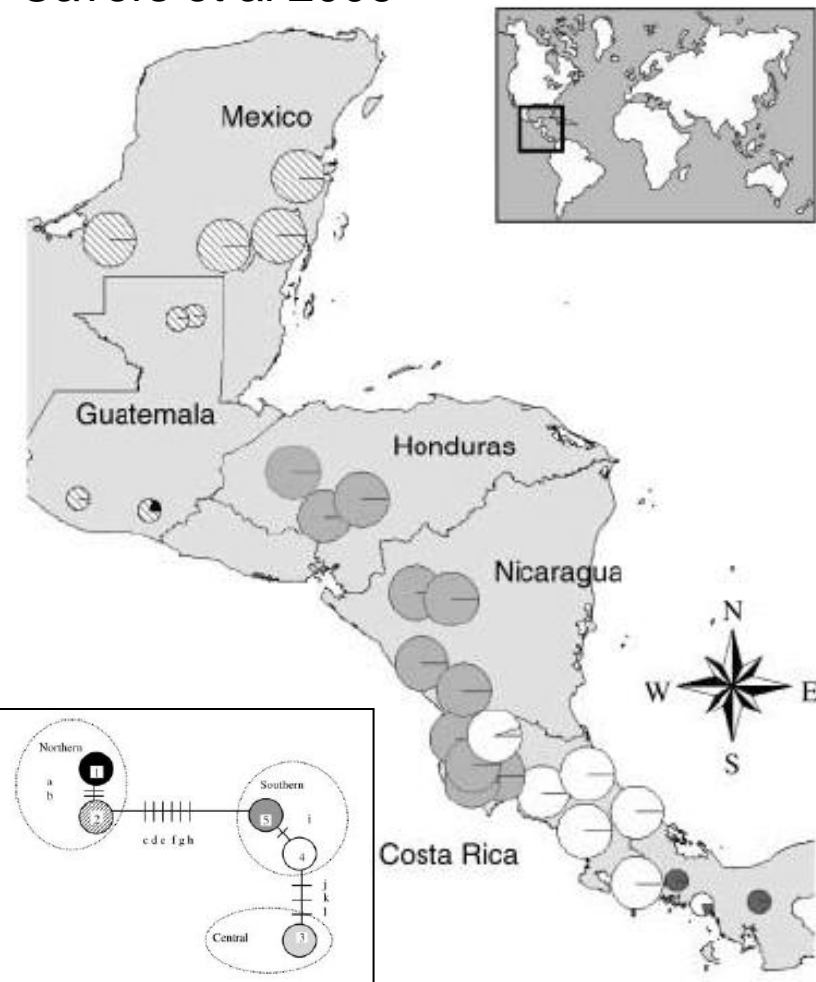 Mexico
Guatemala
Honduras
Nicaragua
Costa Rica
N
W
E
S
Northern
1
a
b
2
c d e f g h
Southern
5
i
4
j
k
l
Central
3